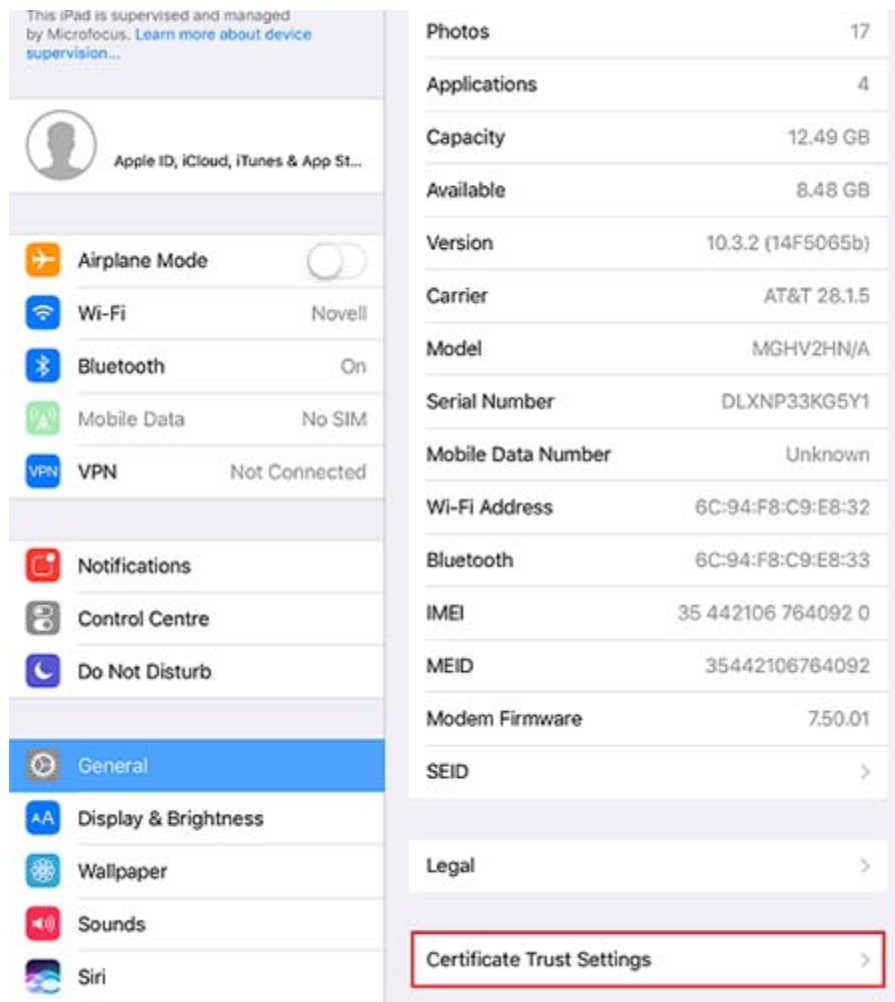 This iPad is supervised and managed
by Microfocus. Learn more about device
supervision...
Apple ID, iCloud, iTunes & App St...
Airplane Mode
Wi-Fi Novell
Bluetooth On
Mobile Data No SIM
VPN VPN Not Connected
Notifications
Control Centre
Do Not Disturb
General
AA Display & Brightness
Wallpaper
Sounds
Siri
Photos 17
Applications 4
Capacity 12.49 GB
Available 8.48 GB
Version 10.3.2 (14F5065b)
Carrier AT&T 28.1.5
Model MGHV2HN/A
Serial Number DLXNP33KG5Y1
Mobile Data Number Unknown
Wi-Fi Address 6C:94:F8:C9:E8:32
Bluetooth 6C:94:F8:C9:E8:33
IMEI 35 442106 764092 0
MEID 35442106764092
Modem Firmware 7.50.01
SEID
Legal
Certificate Trust Settings